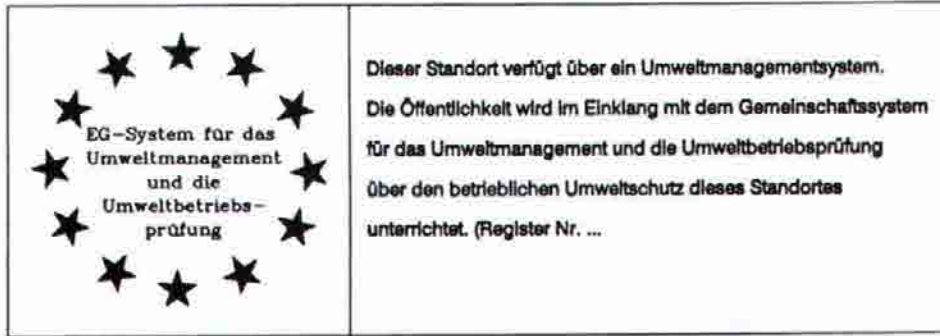 EG-System für das
Umweltmanagement
und die
Umweltbetriebs-
prüfung
Dieser Standort verfügt über ein Umweltmanagementsystem.
Die Öffentlichkeit wird im Einklang mit dem Gemeinschaftssystem
für das Umweltmanagement und die Umweltbetriebsprüfung
über den betrieblichen Umweltschutz dieses Standortes
unterrichtet. (Register Nr. ...